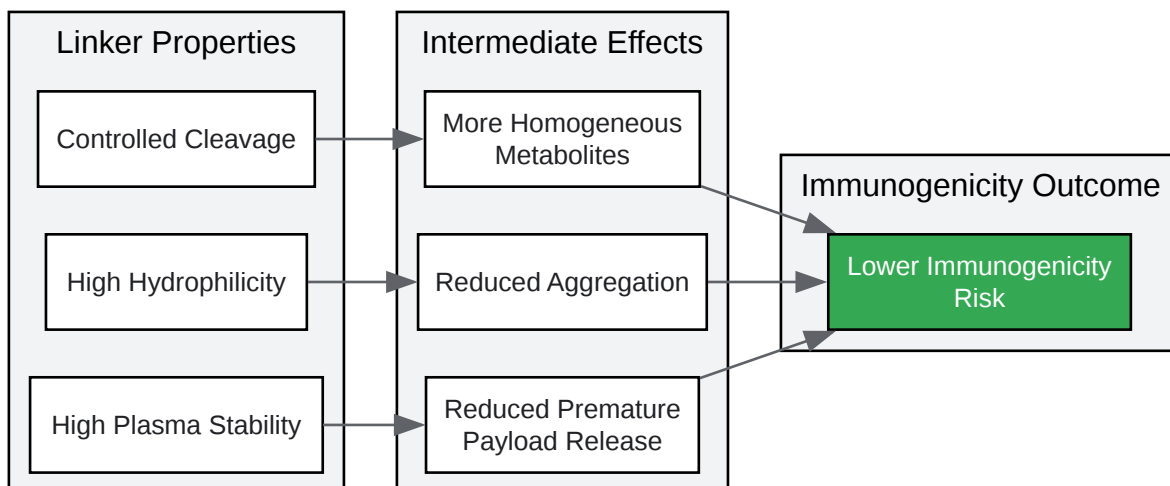 Linker Properties
Controlled Cleavage
High Hydrophilicity
High Plasma Stability
Intermediate Effects
More Homogeneous
Metabolites
Reduced Aggregation
Reduced Premature
Payload Release
Immunogenicity Outcome
Lower Immunogenicity
Risk